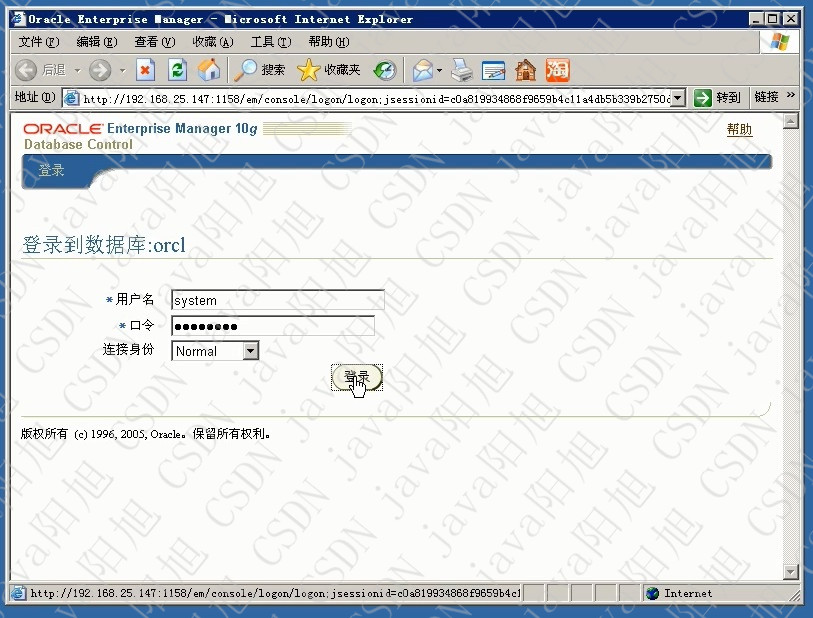 Oracle Enterprise Manager - Microsoft Internet Explorer
文件(F) 编辑(E) 查看(V) 收藏(A) 工具(T) 帮助(H)
后退 搜索 收藏夹 淘
地址(D) http://192.168.25.147:1158/em/console/logon/logon;jsessionid=c0a819934868f9659b4c11a4db5b339b2750c 转到 链接 »
ORACLE Enterprise Manager 10g
Database Control
帮助
登录
登录到数据库:orcl
*用户名 system
*口令 ●●●●●●●●
连接身份 Normal
登录
版权所有 (c) 1996, 2005, Oracle。保留所有权利。
http://192.168.25.147:1158/em/console/logon/logon;jsessionid=c0a819934868f9659b4c1 Internet
CSDN java阳旭